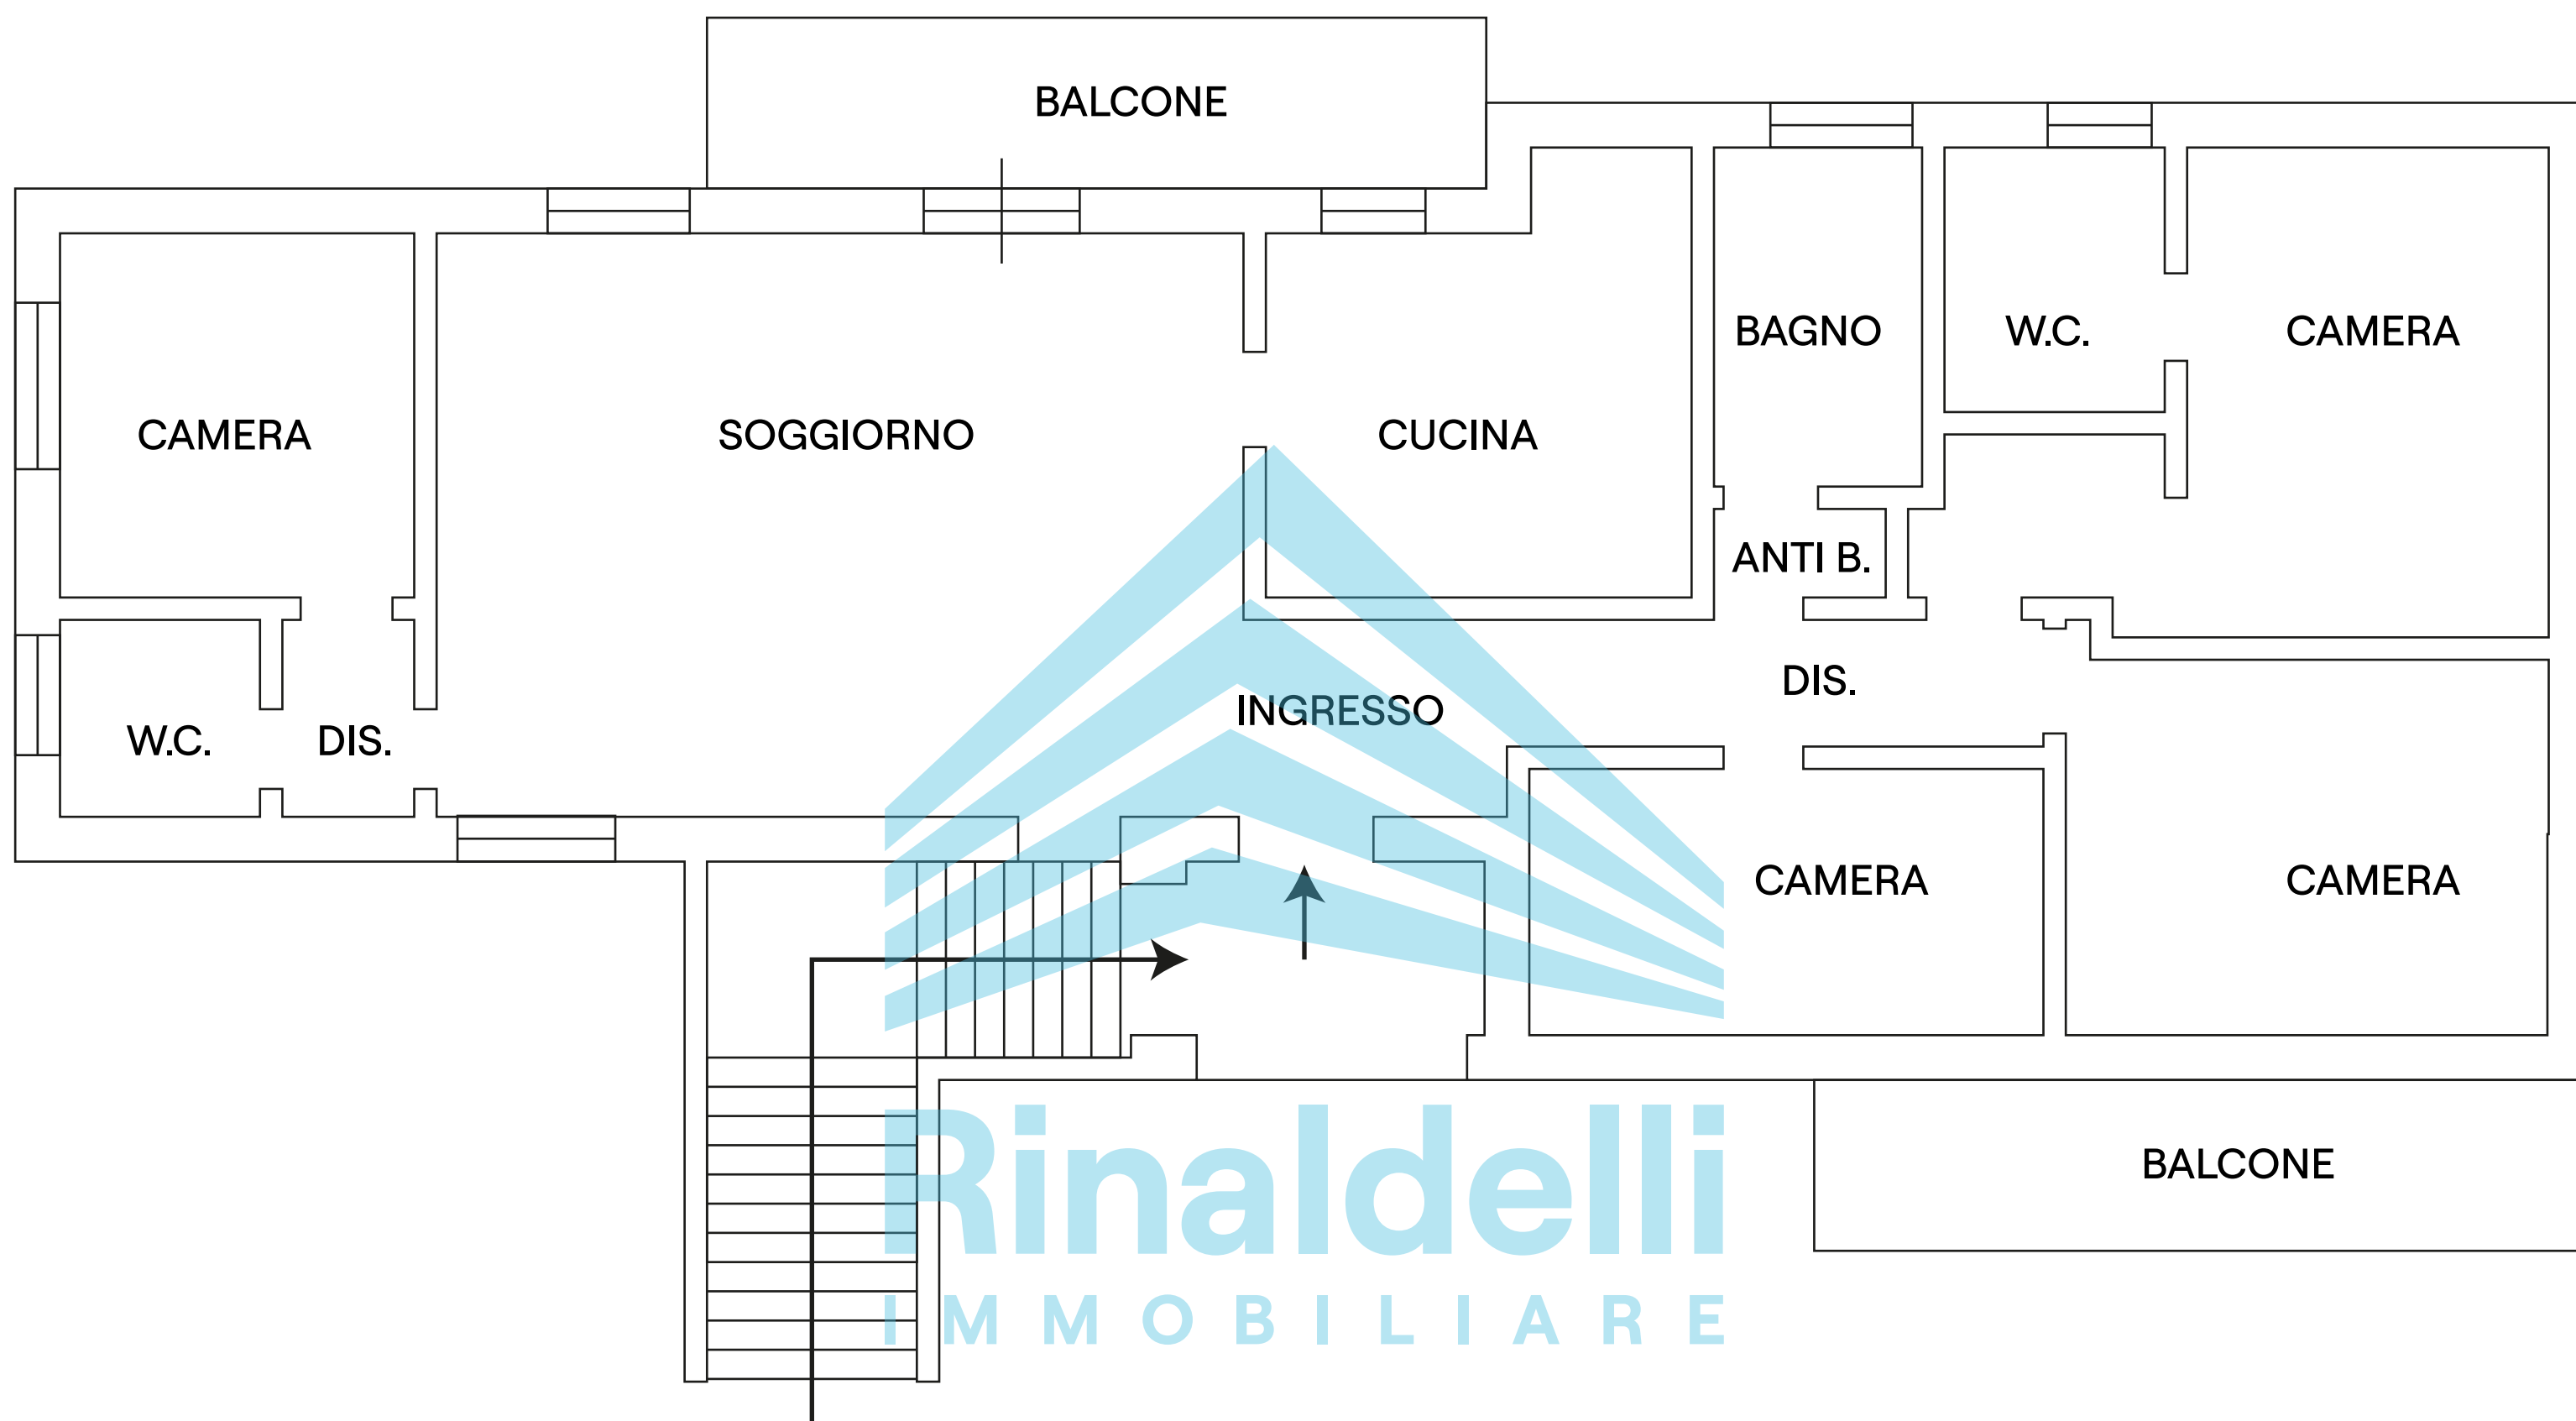 BALCONE
BAGNO
W.C.
CAMERA
CAMERA
SOGGIORNO
CUCINA
ANTI B.
DIS.
INGRESSO
W.C.
DIS.
CAMERA
CAMERA
BALCONE
Rinaldelli
IMMOBILIARE